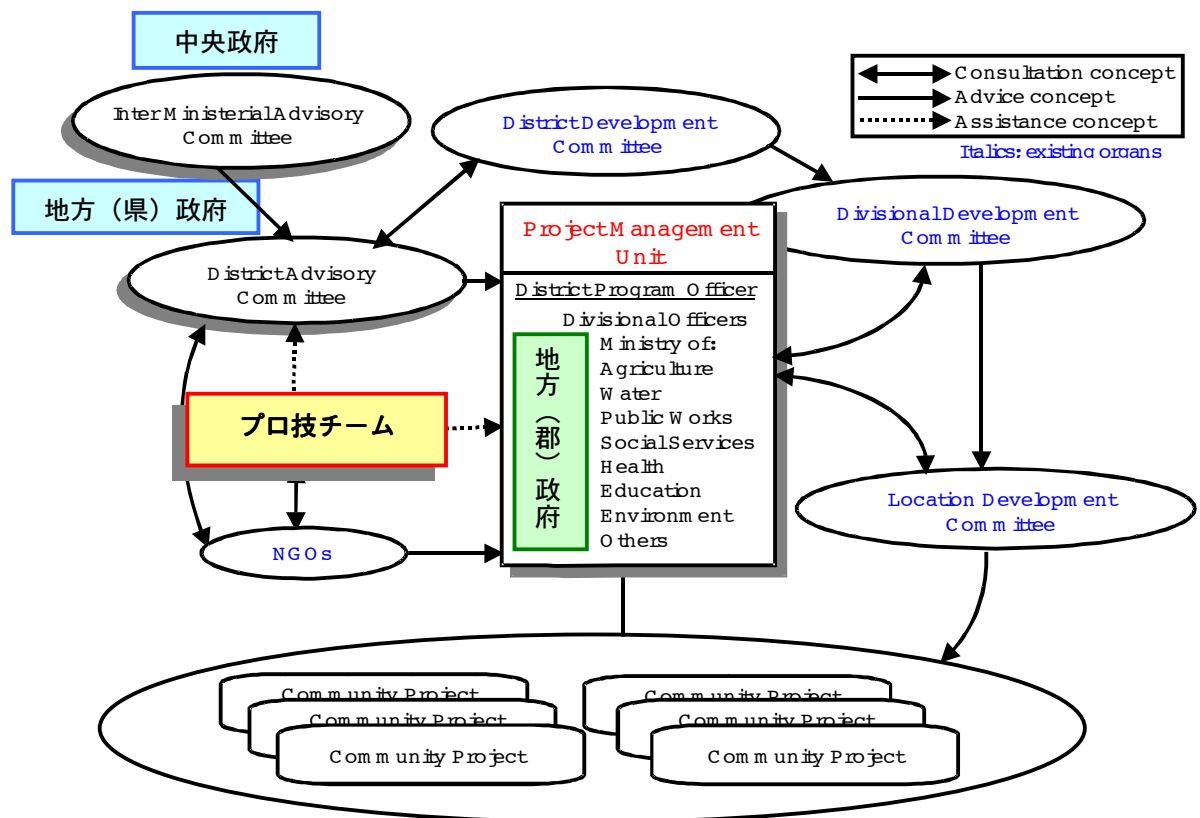 中央政府
Inter Ministerial Advisory
Committee
District Development
Committee
Consultation concept
Advice concept
Assistance concept
Italics: existing organs
地方（県）政府
Divisional Development
Committee
District Advisory
Committee
Project Management
Unit
District Program Officer
Divisional Officers
Ministry of:
Agriculture
Water
Public Works
Social Services
Health
Education
Environment
Others
地方（郡）政府
プロ技チーム
NGOs
Location Development
Committee
Community Project
Community Project
Community Project
Community Project
Community Project
Community Project